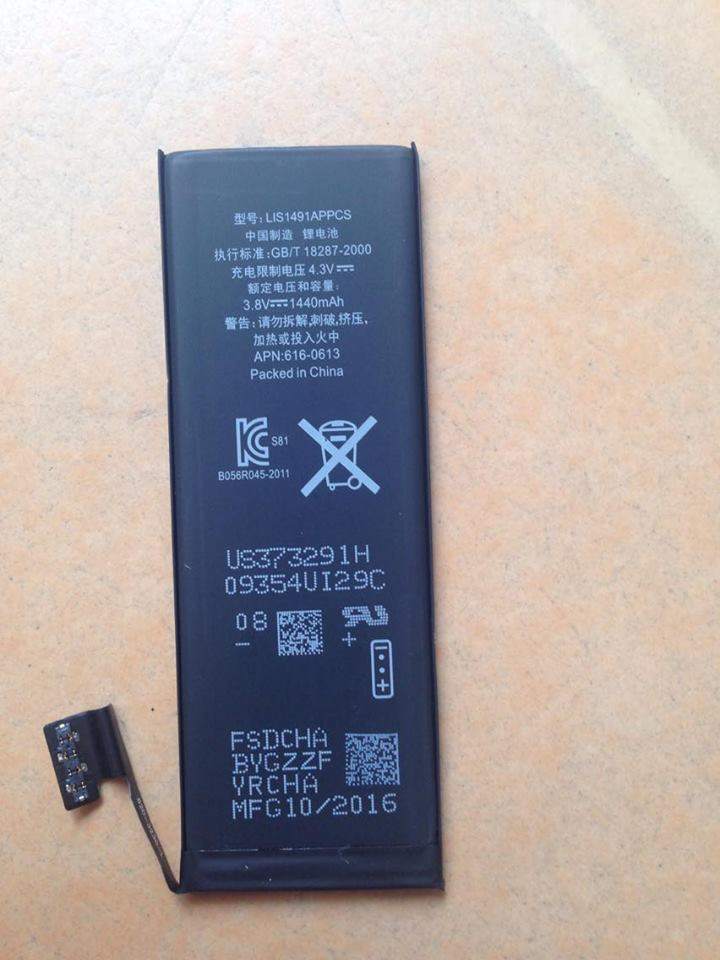 型号: LIS1491APPCS
中国制造 锂电池
执行标准:GB/T 18287-2000
充电限制电压 4.3V⎓
额定电压和容量:
3.8V⎓1440mAh
警告:请勿拆解,刺破,挤压,
加热或投入火中
APN:616-0613
Packed in China
KC S81
B056R045-2011
US373291H
09354UI29C
08
FSDCHA
BYGZZF
YRCHA
MFG10/2016